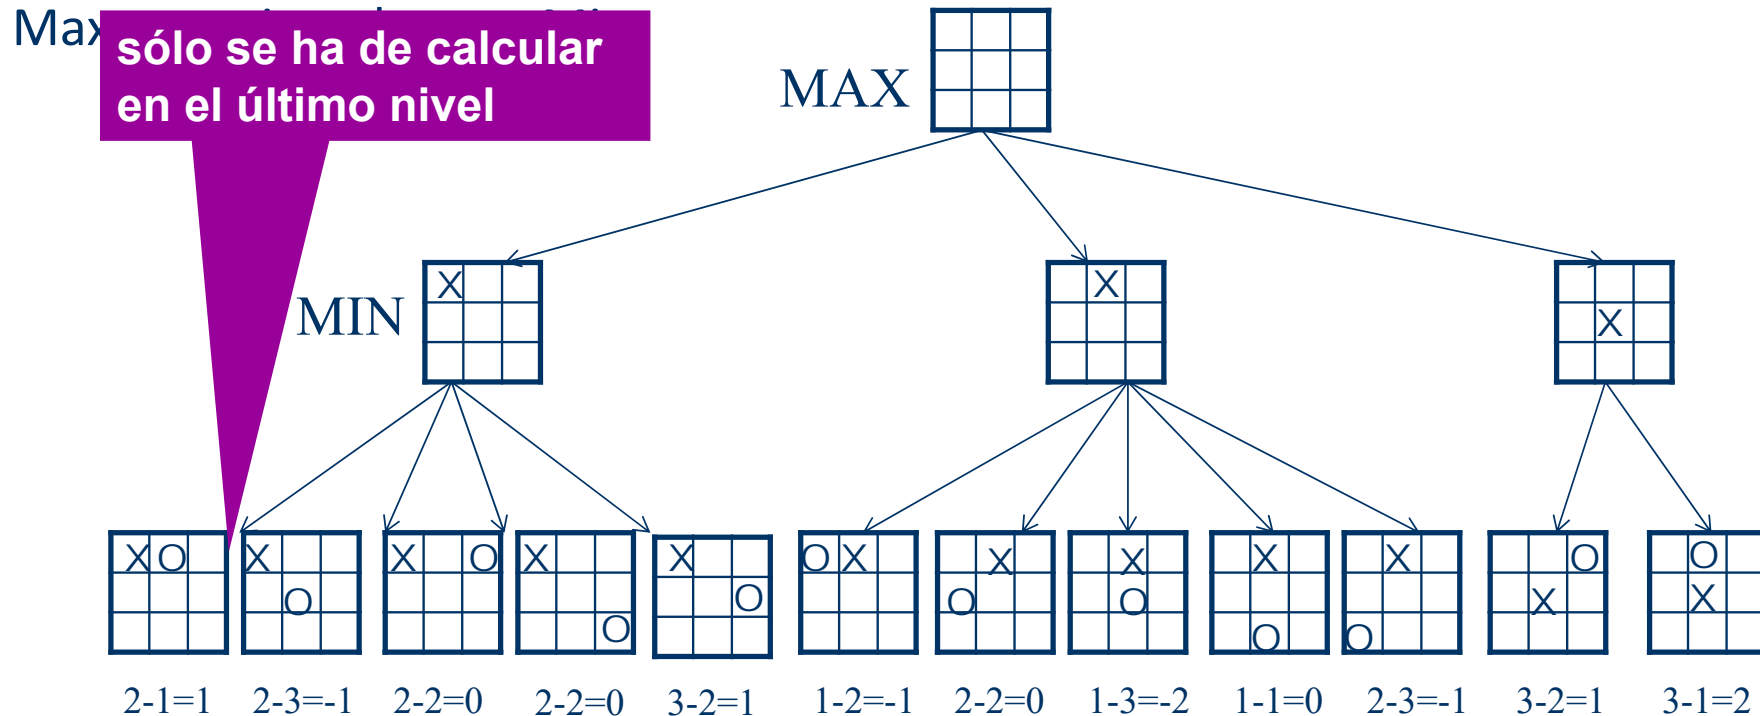 Max
sólo se ha de calcular
en el último nivel
MAX
X
X
MIN
X
X O
X
X O
X
X
O X
X
X
X
X
O
O
O
O
O
O
X
X
O
O
O
2-1=1 2-3=-1 2-2=0 2-2=0 3-2=1 1-2=-1 2-2=0 1-3=-2 1-1=0 2-3=-1 3-2=1 3-1=2